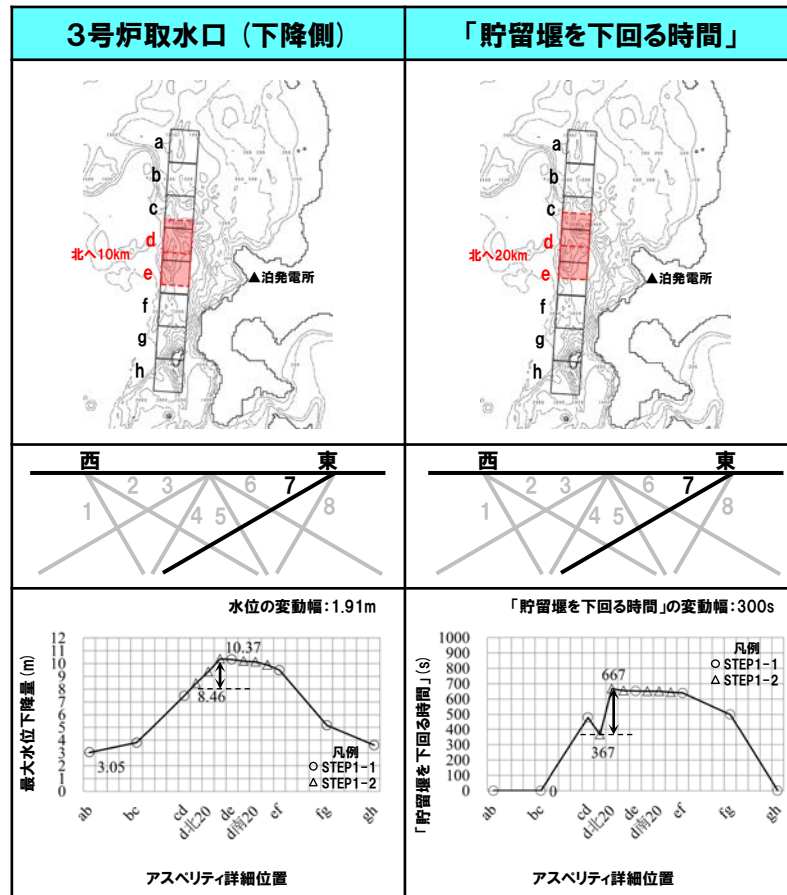 3号炉取水口（下降側）
「貯留堰を下回る時間」
a
b
c
d
北へ10km
e
▲泊発電所
f
g
h
a
b
c
d
北へ20km
e
▲泊発電所
f
g
h
西 東
1 2 3 4 5 6 7 8
西 東
1 2 3 4 5 6 7 8
水位の変動幅：1.91m
最大水位下降量（m）
12
11
10
9
8
7
6
5
4
3
2
1
0
10.37
8.46
3.05
凡例
○ STEP1-1
△ STEP1-2
ab bc cd d北20 de d南20 ef fg gh
アスペリティ詳細位置
「貯留堰を下回る時間」の変動幅：300s
「貯留堰を下回る時間」（s）
1000
900
800
700
600
500
400
300
200
100
0
667
367
0
凡例
○ STEP1-1
△ STEP1-2
ab bc cd d北20 de d南20 ef fg gh
アスペリティ詳細位置